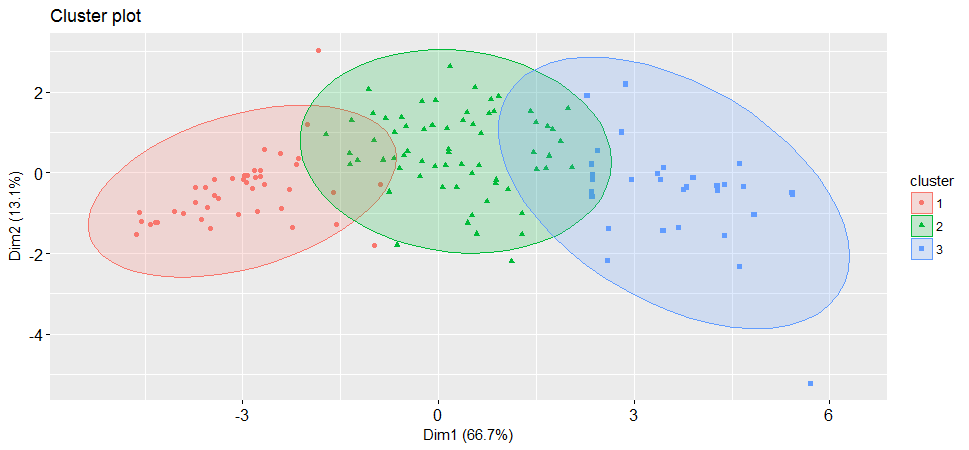 Cluster plot
Dim2 (13.1%)
2
0
-2
-4
-3
0
3
6
Dim1 (66.7%)
cluster
1
2
3